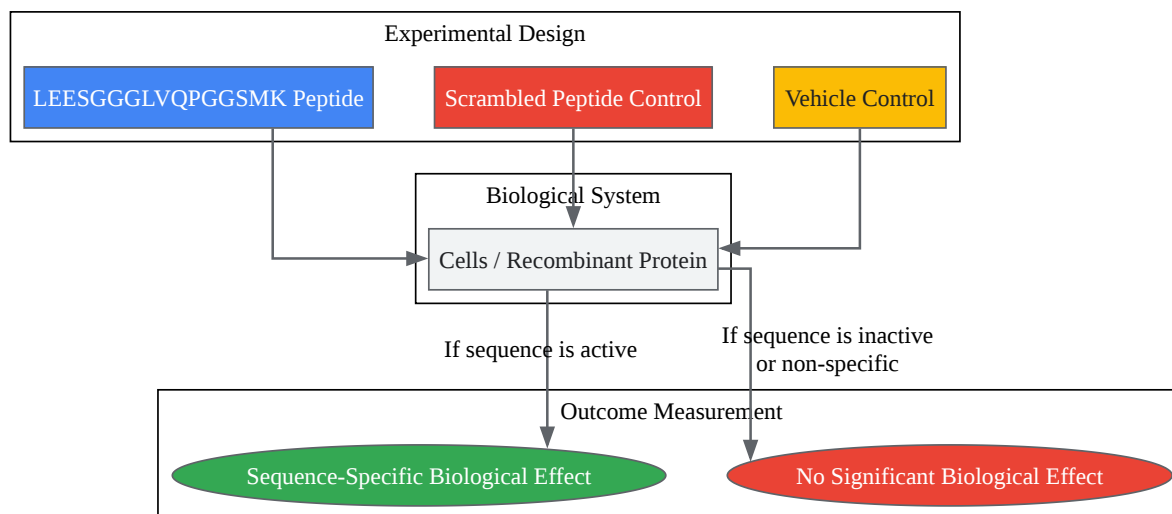 Experimental Design
LEESGGGLVQPGGSMK Peptide
Scrambled Peptide Control
Vehicle Control
Biological System
Cells / Recombinant Protein
If sequence is active
If sequence is inactive
or non-specific
Outcome Measurement
Sequence-Specific Biological Effect
No Significant Biological Effect